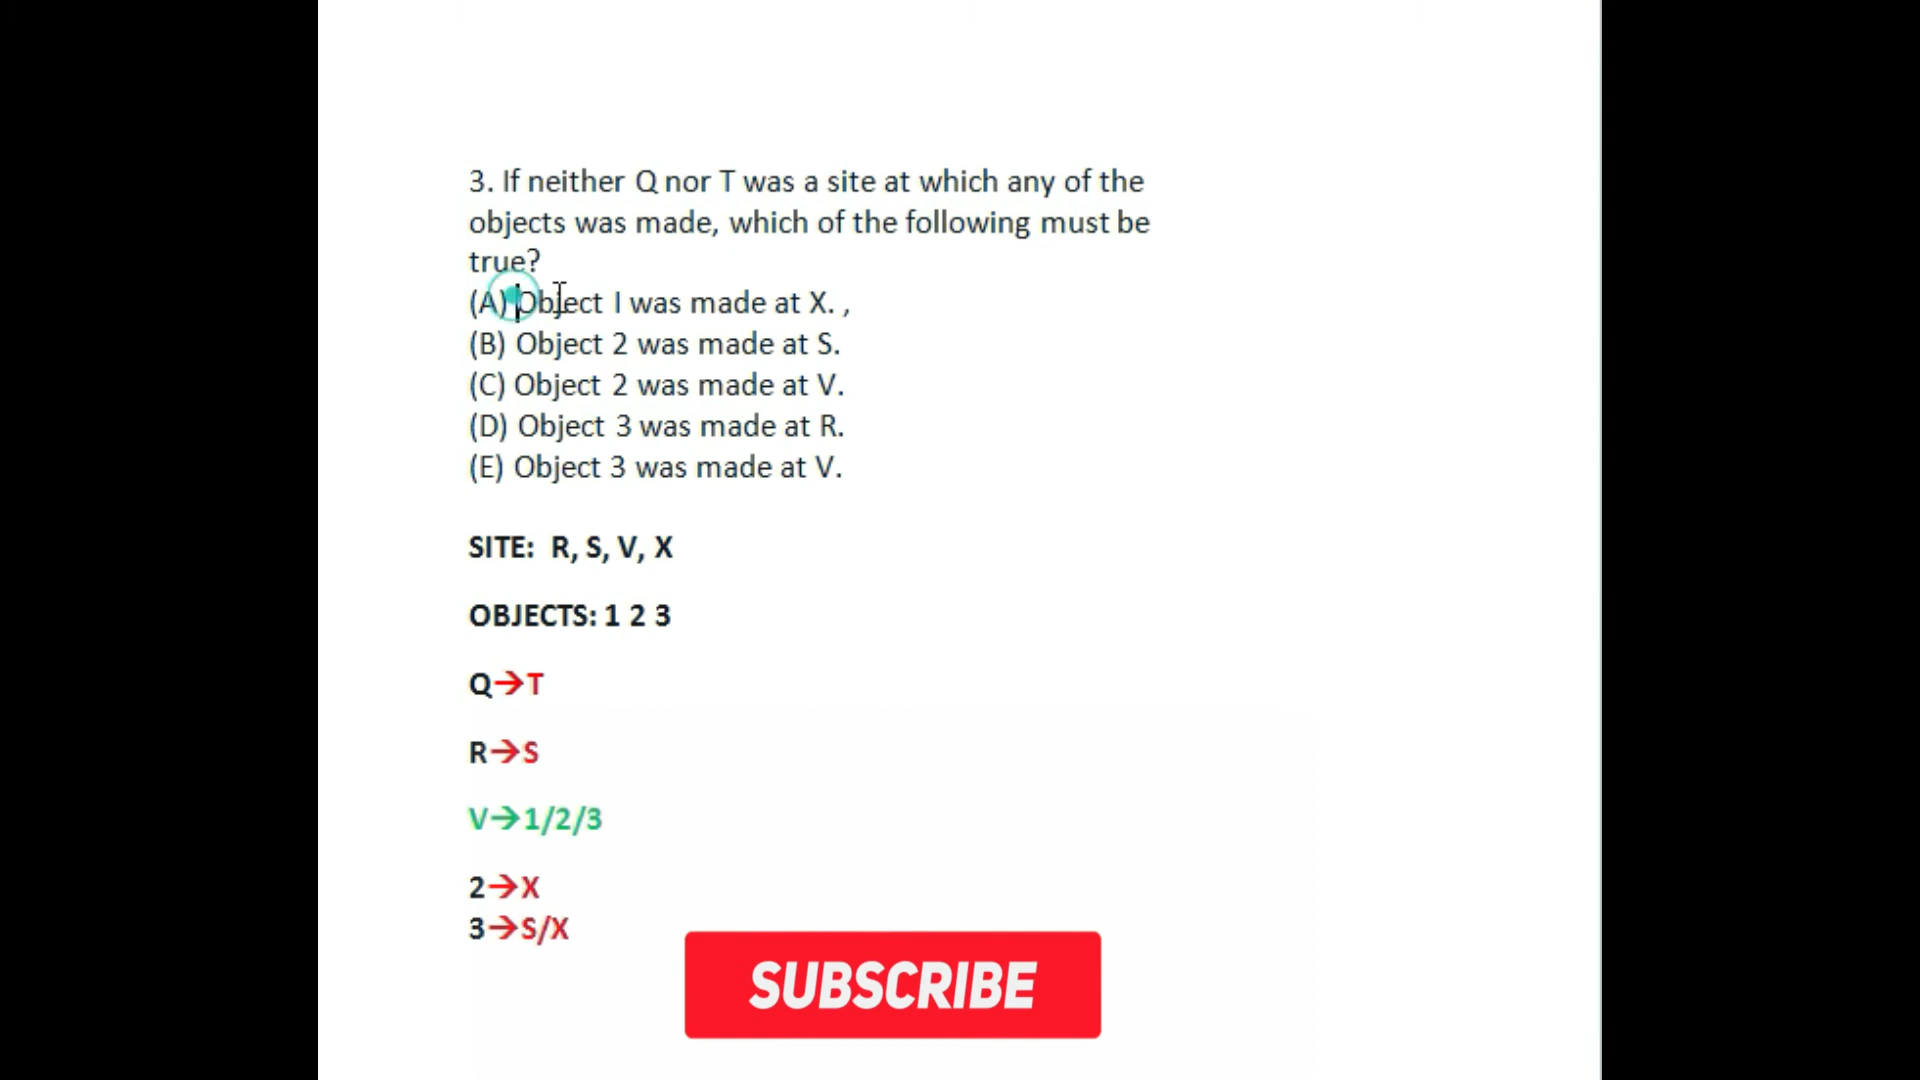 3. If neither Q nor T was a site at which any of the
objects was made, which of the following must be
true?
(A) Object I was made at X. ,
(B) Object 2 was made at S.
(C) Object 2 was made at V.
(D) Object 3 was made at R.
(E) Object 3 was made at V.
SITE: R, S, V, X
OBJECTS: 1 2 3
Q→T
R→S
V→1/2/3
2→X
3→S/X
SUBSCRIBE